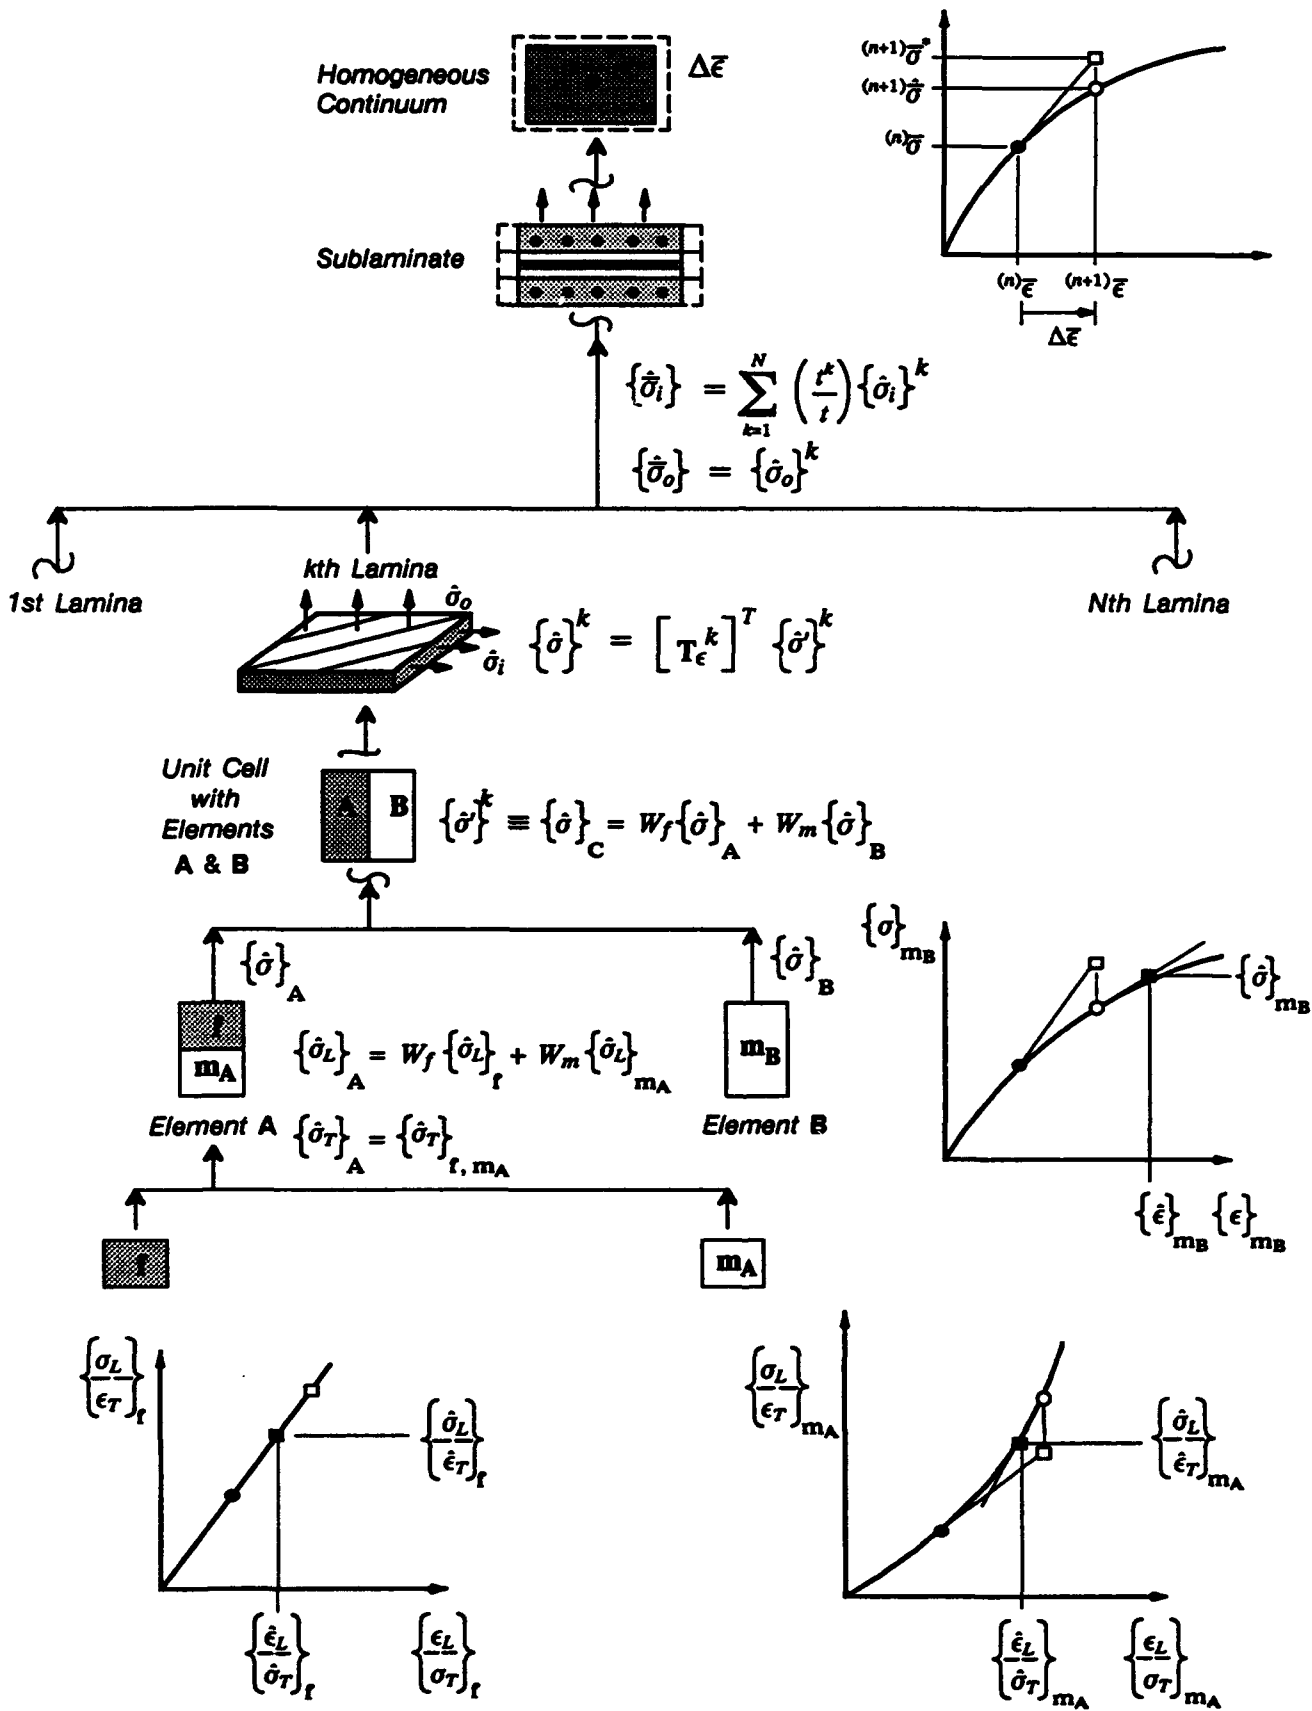 Homogeneous
Continuum
Δε̄
(n+1)σ̄*
(n+1)σ̄̂
(n)σ̄
(n)ε̄ (n+1)ε̄
Δε̄
Sublaminate
{σ̄̂i} = Σ k=1 N (t^k/t) {σ̂i}^k
{σ̄̂o} = {σ̂o}^k
kth Lamina
1st Lamina
Nth Lamina
σ̂o
σ̂i
{σ̂}^k = [Tϵ^k]^T {σ̂'}^k
Unit Cell
with
Elements
A & B
A B
{σ̂'}^k ≡ {σ̂}C = Wf{σ̂}A + Wm{σ̂}B
{σ̂}A
{σ̂}B
f
mA
{σ̂L}A = Wf{σ̂L}f + Wm{σ̂L}mA
mB
Element A
{σ̂T}A = {σ̂T}f, mA
Element B
{σ}mB
{σ̂}mB
{ϵ̂}mB {ϵ}mB
f
mA
{σL/ϵT}f
{σ̂L/ϵ̂T}f
{ϵ̂L/σ̂T}f {ϵL/σT}f
{σL/ϵT}mA
{σ̂L/ϵ̂T}mA
{ϵ̂L/σ̂T}mA {ϵL/σT}mA